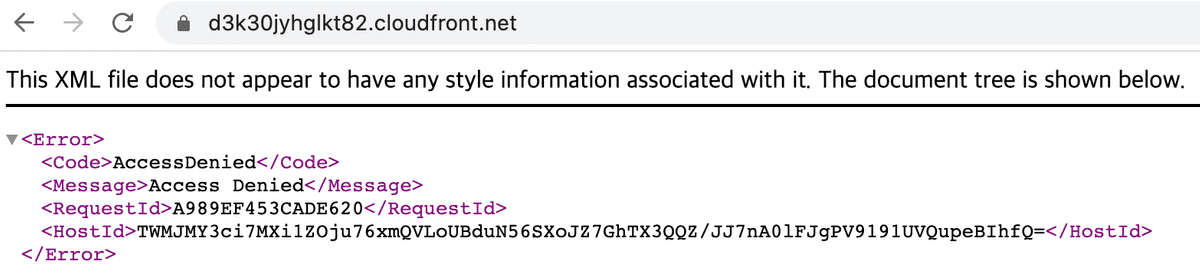 d3k30jyhglkt82.cloudfront.net
This XML file does not appear to have any style information associated with it. The document tree is shown below.
▼<Error>
<Code>AccessDenied</Code>
<Message>Access Denied</Message>
<RequestId>A989EF453CADE620</RequestId>
<HostId>TWMJMY3ci7MXi1ZOju76xmQVLoUBduN56SXoJZ7GhTX3QQZ/JJ7nA0lFJgPV9191UVQupeBIhfQ=</HostId>
</Error>